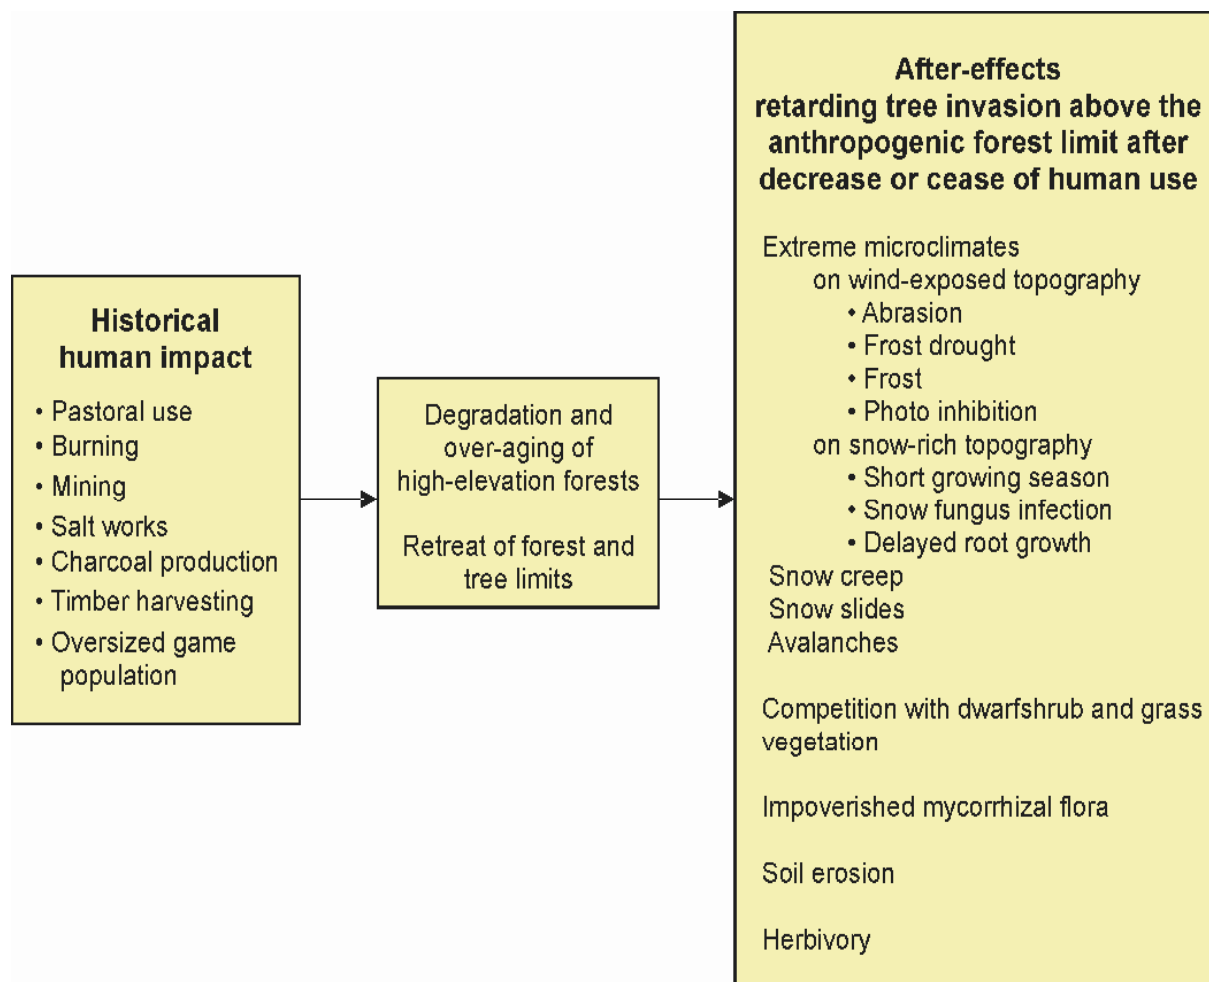 Historical
human impact
• Pastoral use
• Burning
• Mining
• Salt works
• Charcoal production
• Timber harvesting
• Oversized game
population
Degradation and
over-aging of
high-elevation forests
Retreat of forest and
tree limits
After-effects
retarding tree invasion above the
anthropogenic forest limit after
decrease or cease of human use
Extreme microclimates
on wind-exposed topography
• Abrasion
• Frost drought
• Frost
• Photo inhibition
on snow-rich topography
• Short growing season
• Snow fungus infection
• Delayed root growth
Snow creep
Snow slides
Avalanches
Competition with dwarfshrub and grass
vegetation
Impoverished mycorrhizal flora
Soil erosion
Herbivory